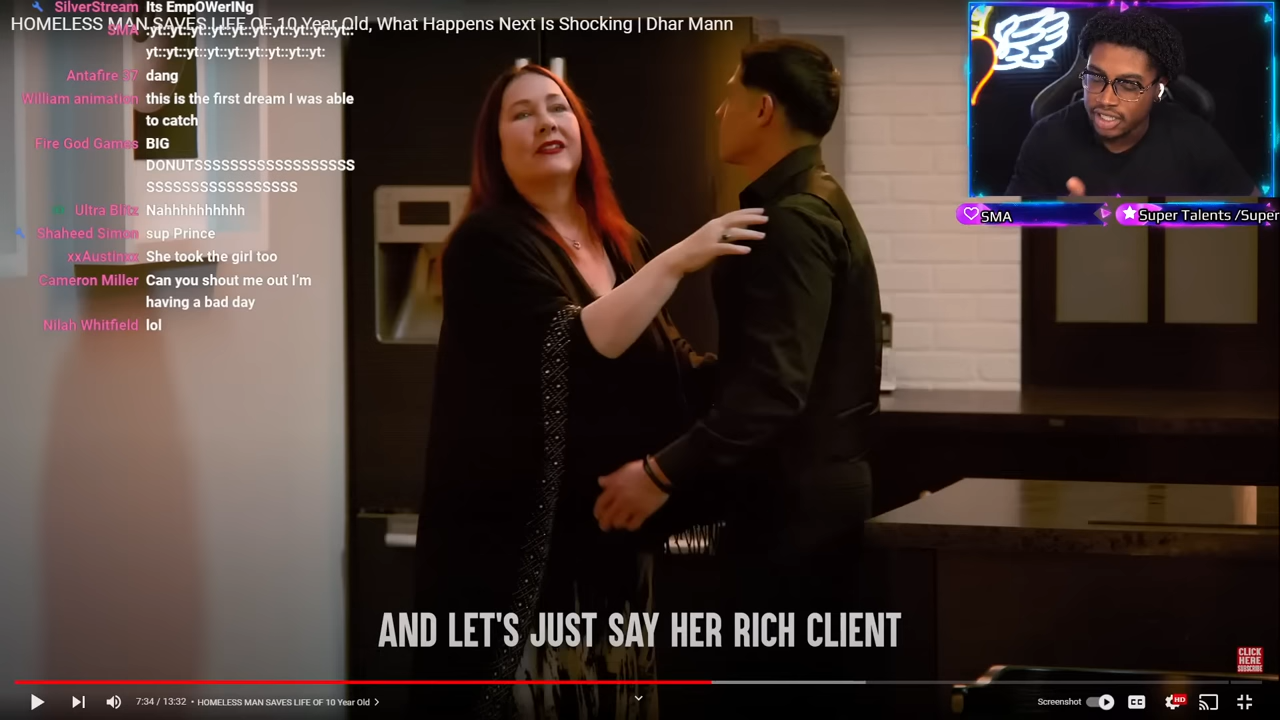 SilverStream Its EmpOWerINg
HOMELESS MAN SAVES LIFE OF 10 Year Old, What Happens Next Is Shocking | Dhar Mann
SMA :yt::yt::yt::yt::yt::yt::yt::yt::yt::yt:
yt::yt::yt::yt::yt::yt::yt::yt:
Antafire 37 dang
William animation this is the first dream I was able
to catch
Fire God Games BIG
DONUTSSSSSSSSSSSSSSSSSS
SSSSSSSSSSSSSSSSS
Ultra Blitz Nahhhhhhhhhh
Shaheed Simon sup Prince
She took the girl too
Cameron Miller Can you shout me out I'm
having a bad day
Nilah Whitfield lol
SMA
Super Talents /Super
AND LET'S JUST SAY HER RICH CLIENT
CLICK
HERE
SUBSCRIBE
7:34 / 13:32 • HOMELESS MAN SAVES LIFE OF 10 Year Old
Screenshot
CC
HD